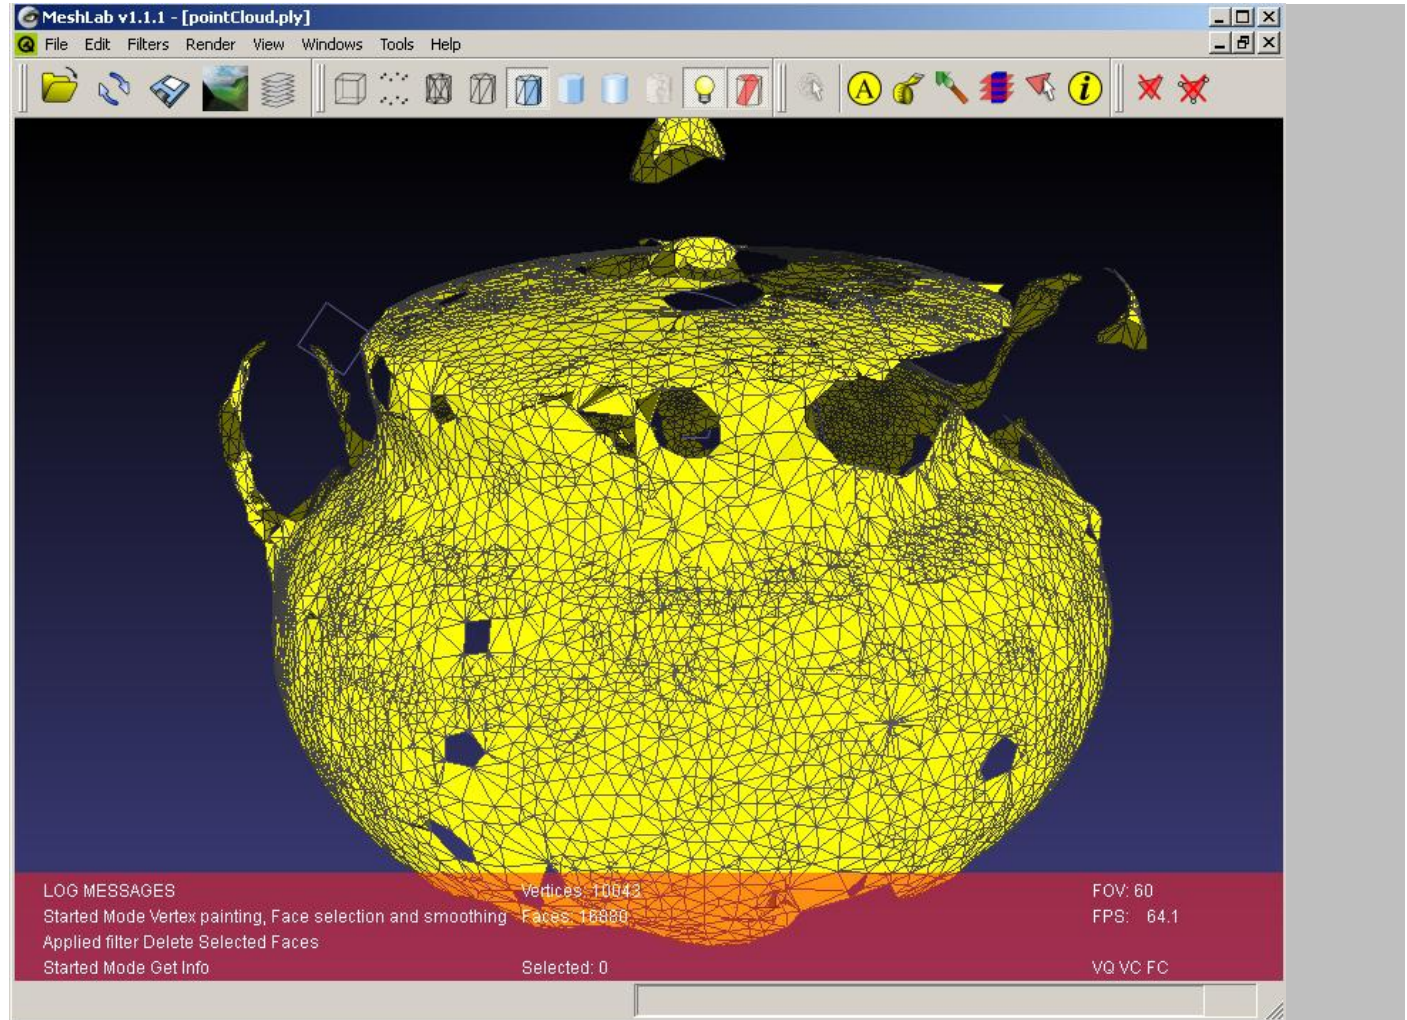 MeshLab v1.1.1 - [pointCloud.ply]
File Edit Filters Render View Windows Tools Help
LOG MESSAGES Vertices: 10043 FOV: 60
Started Mode Vertex painting, Face selection and smoothing Faces: 16880 FPS: 64.1
Applied filter Delete Selected Faces
Started Mode Get Info Selected: 0 VQ VC FC